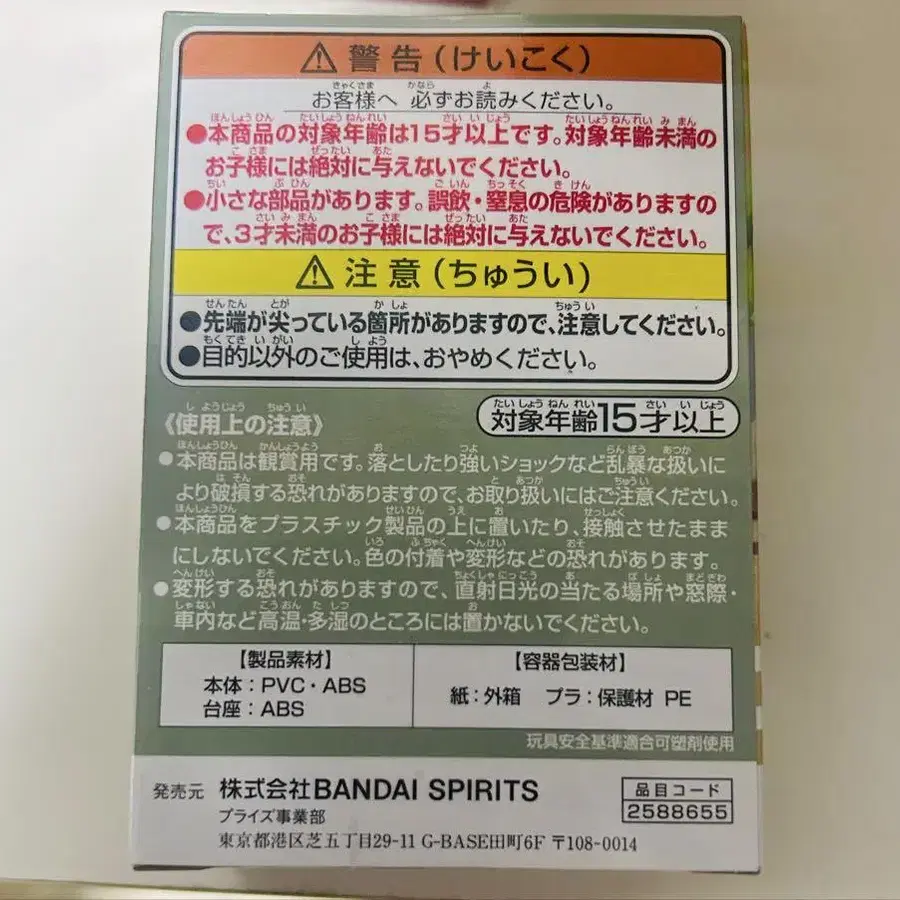 ⚠ 警告(けいこく)
お客様へ 必ずお読みください。
●本商品の対象年齢は15才以上です。対象年齢未満の
お子様には絶対に与えないでください。
●小さな部品があります。誤飲・窒息の危険がありますの
で、3才未満のお子様には絶対に与えないでください。
⚠ 注意(ちゅうい)
●先端が尖っている箇所がありますので、注意してください。
●目的以外のご使用は、おやめください。
《使用上の注意》
対象年齢15才以上
●本商品は観賞用です。落としたり強いショックなど乱暴な扱いに
より破損する恐れがありますので、お取り扱いにはご注意ください。
●本商品をプラスチック製品の上に置いたり、接触させたまま
にしないでください。色の付着や変形などの恐れがあります。
●変形する恐れがありますので、直射日光の当たる場所や窓際・
車内など高温・多湿のところには置かないでください。
【製品素材】
本体:PVC・ABS
台座:ABS
【容器包装材】
紙:外箱 プラ:保護材 PE
玩具安全基準適合可塑剤使用
発売元 株式会社BANDAI SPIRITS
プライズ事業部
東京都港区芝五丁目29-11 G-BASE田町6F 〒108-0014
品目コード
2588655